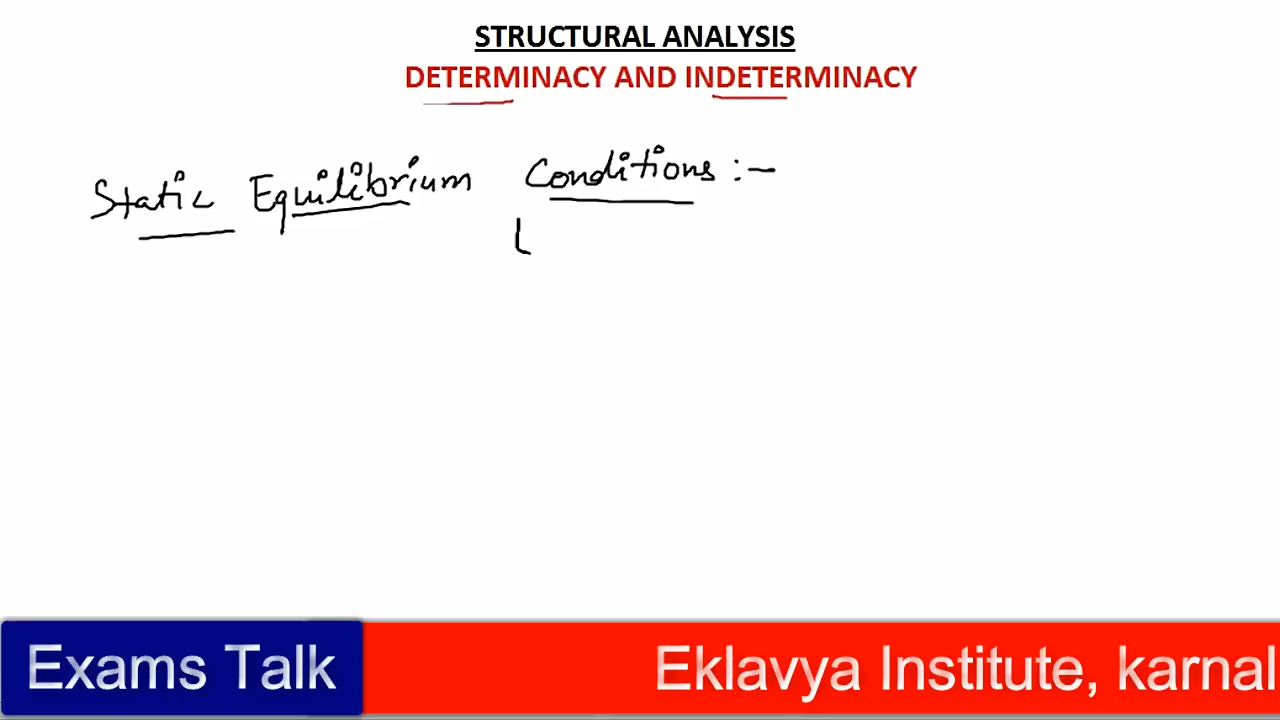 STRUCTURAL ANALYSIS
DETERMINACY AND INDETERMINACY
Static Equilibrium Conditions :-
Exams Talk
Eklavya Institute, karnal